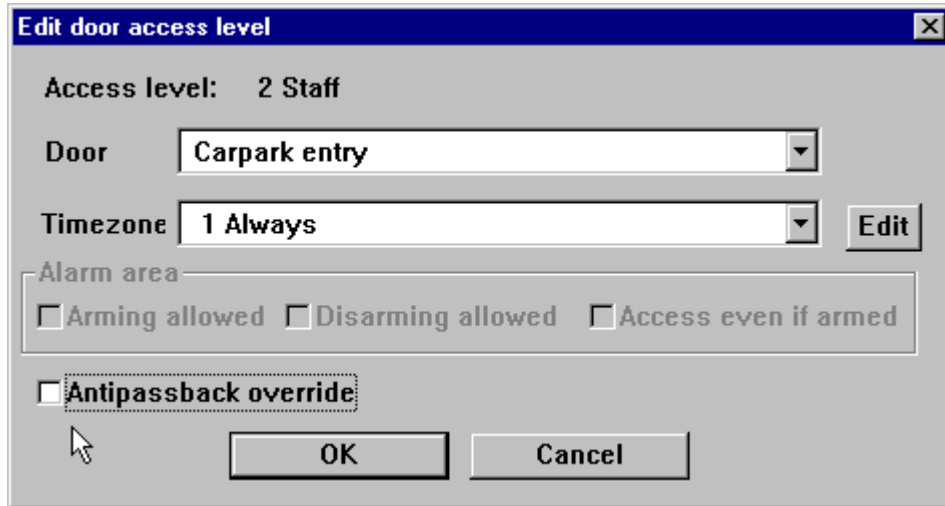 Edit door access level
Access level: 2 Staff
Door Carpark entry
Timezone 1 Always Edit
Alarm area
Arming allowed Disarming allowed Access even if armed
Antipassback override
OK Cancel